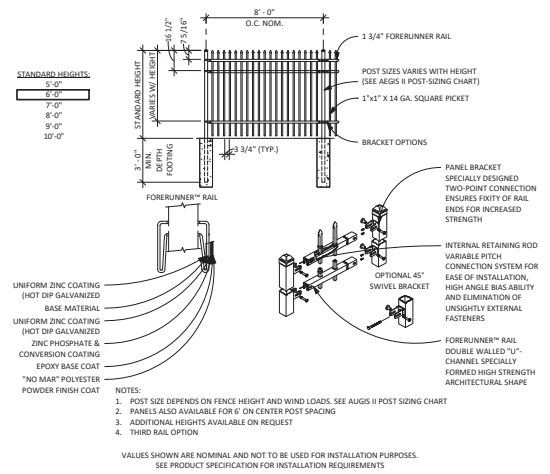 8' - 0"
O.C. NOM.
16 1/2"
7 5/16"
STANDARD HEIGHT
VARIES W/ HEIGHT
3' - 0"
MIN.
DEPTH
FOOTING
3 3/4" (TYP.)
STANDARD HEIGHTS:
5'-0"
6'-0"
7'-0"
8'-0"
9'-0"
10'-0"
1 3/4" FORERUNNER RAIL
POST SIZES VARIES WITH HEIGHT
(SEE AEGIS II POST-SIZING CHART)
1"x1" X 14 GA. SQUARE PICKET
BRACKET OPTIONS
FORERUNNER™ RAIL
UNIFORM ZINC COATING
(HOT DIP GALVANIZED
BASE MATERIAL
UNIFORM ZINC COATING
(HOT DIP GALVANIZED
ZINC PHOSPHATE &
CONVERSION COATING
EPOXY BASE COAT
"NO MAR" POLYESTER
POWDER FINISH COAT
OPTIONAL 45°
SWIVEL BRACKET
PANEL BRACKET
SPECIALLY DESIGNED
TWO-POINT CONNECTION
ENSURES FIXITY OF RAIL
ENDS FOR INCREASED
STRENGTH
INTERNAL RETAINING ROD
VARIABLE PITCH
CONNECTION SYSTEM FOR
EASE OF INSTALLATION,
HIGH ANGLE BIAS ABILITY
AND ELIMINATION OF
UNSIGHTLY EXTERNAL
FASTENERS
FORERUNNER™ RAIL
DOUBLE WALLED "U"-
CHANNEL SPECIALLY
FORMED HIGH STRENGTH
ARCHITECTURAL SHAPE
NOTES:
1. POST SIZE DEPENDS ON FENCE HEIGHT AND WIND LOADS. SEE AUGIS II POST SIZING CHART
2. PANELS ALSO AVAILABLE FOR 6' ON CENTER POST SPACING
3. ADDITIONAL HEIGHTS AVAILABLE ON REQUEST
4. THIRD RAIL OPTION
VALUES SHOWN ARE NOMINAL AND NOT TO BE USED FOR INSTALLATION PURPOSES.
SEE PRODUCT SPECIFICATION FOR INSTALLATION REQUIREMENTS